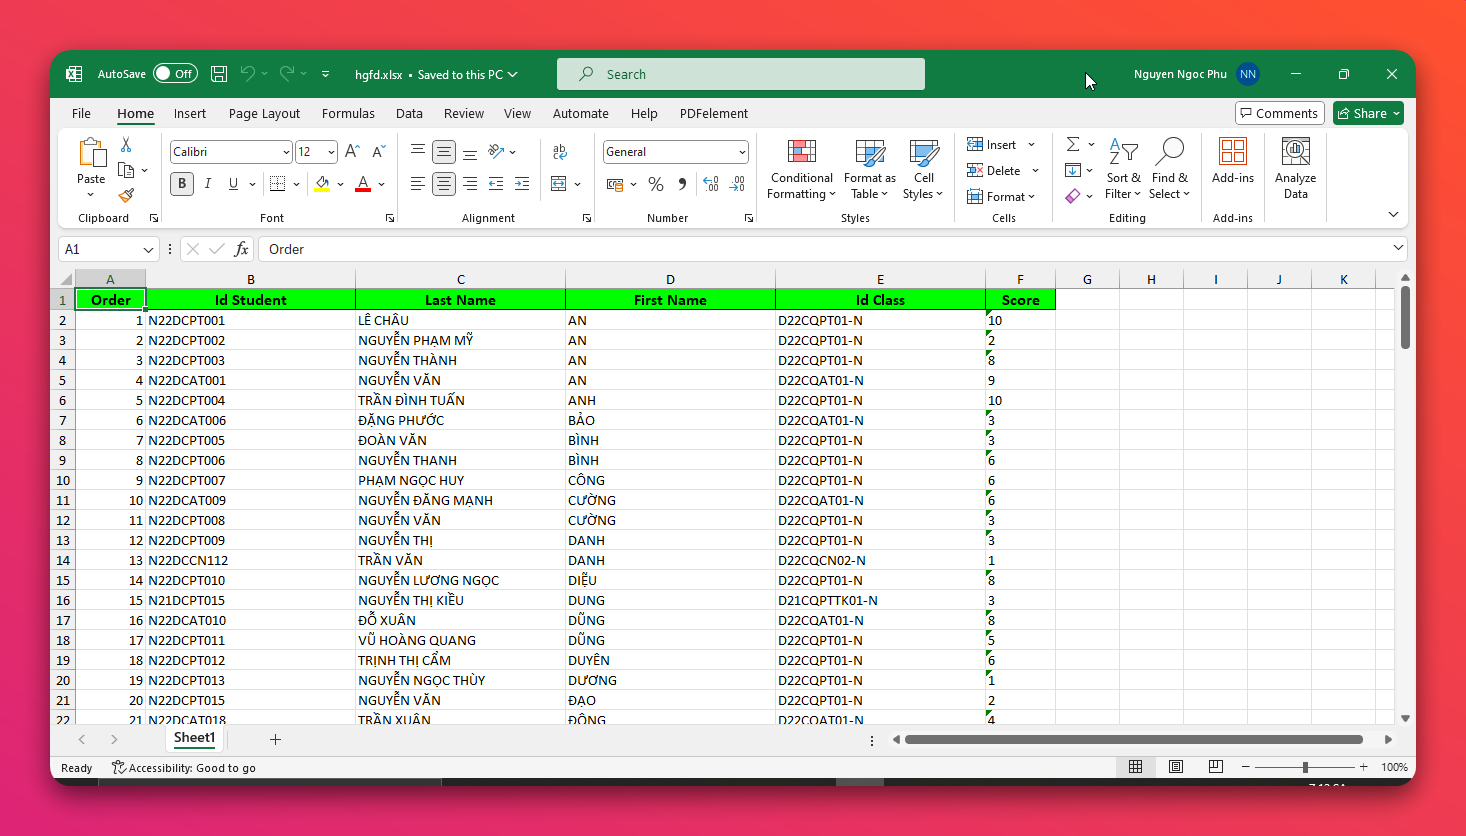 AutoSave Off hgfd.xlsx • Saved to this PC Search Nguyen Ngoc Phu NN
File Home Insert Page Layout Formulas Data Review View Automate Help PDFelement Comments Share
Calibri 12 General Insert
Paste B I U A Conditional Formatting Format as Table Cell Styles Delete Sort & Filter Find & Select Add-ins Analyze Data
Format
Clipboard Font Alignment Number Styles Cells Editing Add-ins
A1 fx Order
A B C D E F G H I J K
1 Order Id Student Last Name First Name Id Class Score
2 1 N22DCPT001 LÊ CHÂU AN D22CQPT01-N 10
3 2 N22DCPT002 NGUYỄN PHẠM MỸ AN D22CQPT01-N 2
4 3 N22DCPT003 NGUYỄN THÀNH AN D22CQPT01-N 8
5 4 N22DCAT001 NGUYỄN VĂN AN D22CQAT01-N 9
6 5 N22DCPT004 TRẦN ĐÌNH TUẤN ANH D22CQPT01-N 10
7 6 N22DCAT006 ĐẶNG PHƯỚC BẢO D22CQAT01-N 3
8 7 N22DCPT005 ĐOÀN VĂN BÌNH D22CQPT01-N 3
9 8 N22DCPT006 NGUYỄN THANH BÌNH D22CQPT01-N 6
10 9 N22DCPT007 PHẠM NGỌC HUY CÔNG D22CQPT01-N 6
11 10 N22DCAT009 NGUYỄN ĐĂNG MẠNH CƯỜNG D22CQAT01-N 6
12 11 N22DCPT008 NGUYỄN VĂN CƯỜNG D22CQPT01-N 3
13 12 N22DCPT009 NGUYỄN THỊ DANH D22CQPT01-N 3
14 13 N22DCCN112 TRẦN VĂN DANH D22CQCN02-N 1
15 14 N22DCPT010 NGUYỄN LƯƠNG NGỌC DIỆU D22CQPT01-N 8
16 15 N21DCPT015 NGUYỄN THỊ KIỀU DUNG D21CQPTTK01-N 3
17 16 N22DCAT010 ĐỖ XUÂN DŨNG D22CQAT01-N 8
18 17 N22DCPT011 VŨ HOÀNG QUANG DŨNG D22CQPT01-N 5
19 18 N22DCPT012 TRỊNH THỊ CẨM DUYÊN D22CQPT01-N 6
20 19 N22DCPT013 NGUYỄN NGỌC THÙY DƯƠNG D22CQPT01-N 1
21 20 N22DCPT015 NGUYỄN VĂN ĐẠO D22CQPT01-N 2
22 21 N22DCAT018 TRẦN XUÂN ĐÔNG D22CQAT01-N 4
Sheet1
Ready Accessibility: Good to go 100%